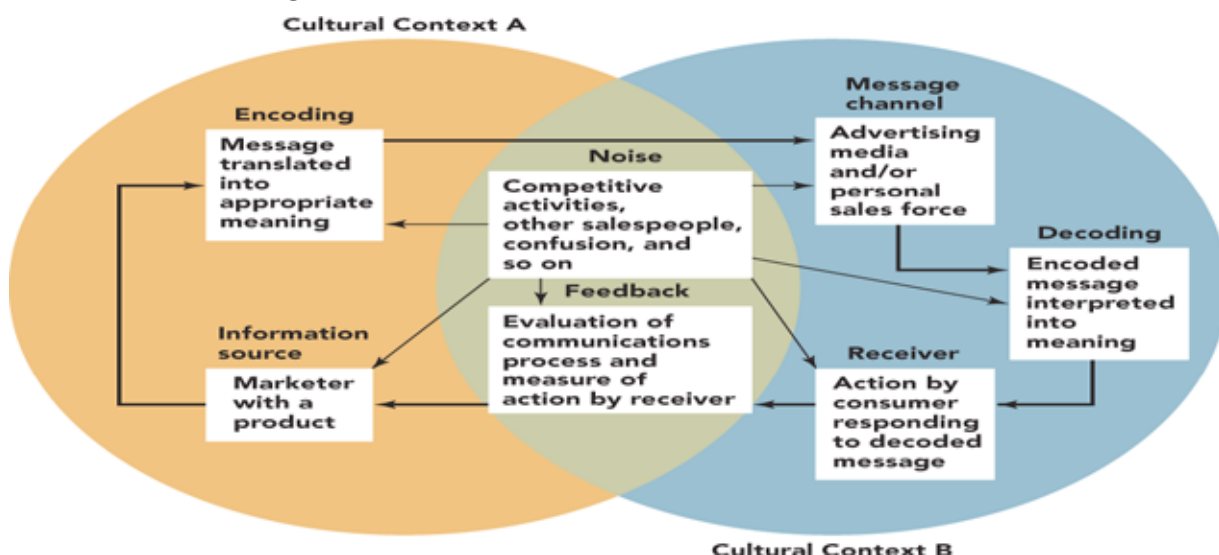 Cultural Context A
Encoding
Message
translated
into
appropriate
meaning
Information
source
Marketer
with a
product
Noise
Competitive
activities,
other salespeople,
confusion, and
so on
Feedback
Evaluation of
communications
process and
measure of
action by receiver
Message
channel
Advertising
media
and/or
personal
sales force
Decoding
Encoded
message
interpreted
into
meaning
Receiver
Action by
consumer
responding
to decoded
message
Cultural Context B